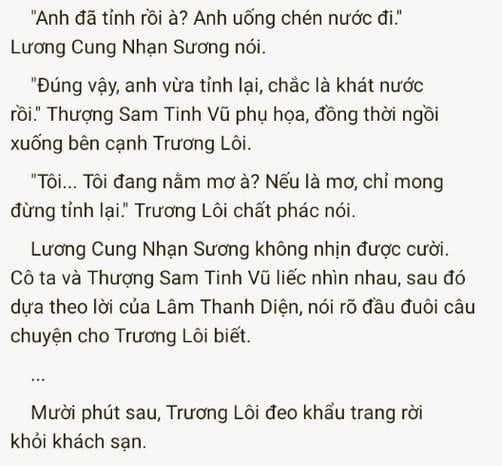 "Anh đã tỉnh rồi à? Anh uống chén nước đi."
Lương Cung Nhạn Sương nói.
"Đúng vậy, anh vừa tỉnh lại, chắc là khát nước
rồi." Thượng Sam Tinh Vũ phụ họa, đồng thời ngồi
xuống bên cạnh Trương Lôi.
"Tôi... Tôi đang nằm mơ à? Nếu là mơ, chỉ mong
đừng tỉnh lại." Trương Lôi chất phác nói.
Lương Cung Nhạn Sương không nhịn được cười.
Cô ta và Thượng Sam Tinh Vũ liếc nhìn nhau, sau đó
dựa theo lời của Lâm Thanh Diện, nói rõ đầu đuôi câu
chuyện cho Trương Lôi biết.
...
Mười phút sau, Trương Lôi đeo khẩu trang rời
khỏi khách sạn.